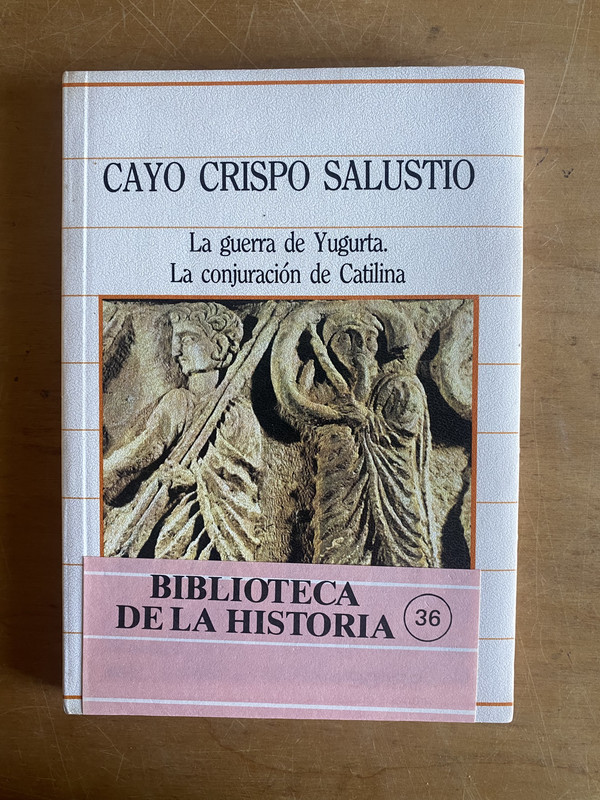 CAYO CRISPO SALUSTIO
La guerra de Yugurta.
La conjuración de Catilina
BIBLIOTECA
DE LA HISTORIA
36